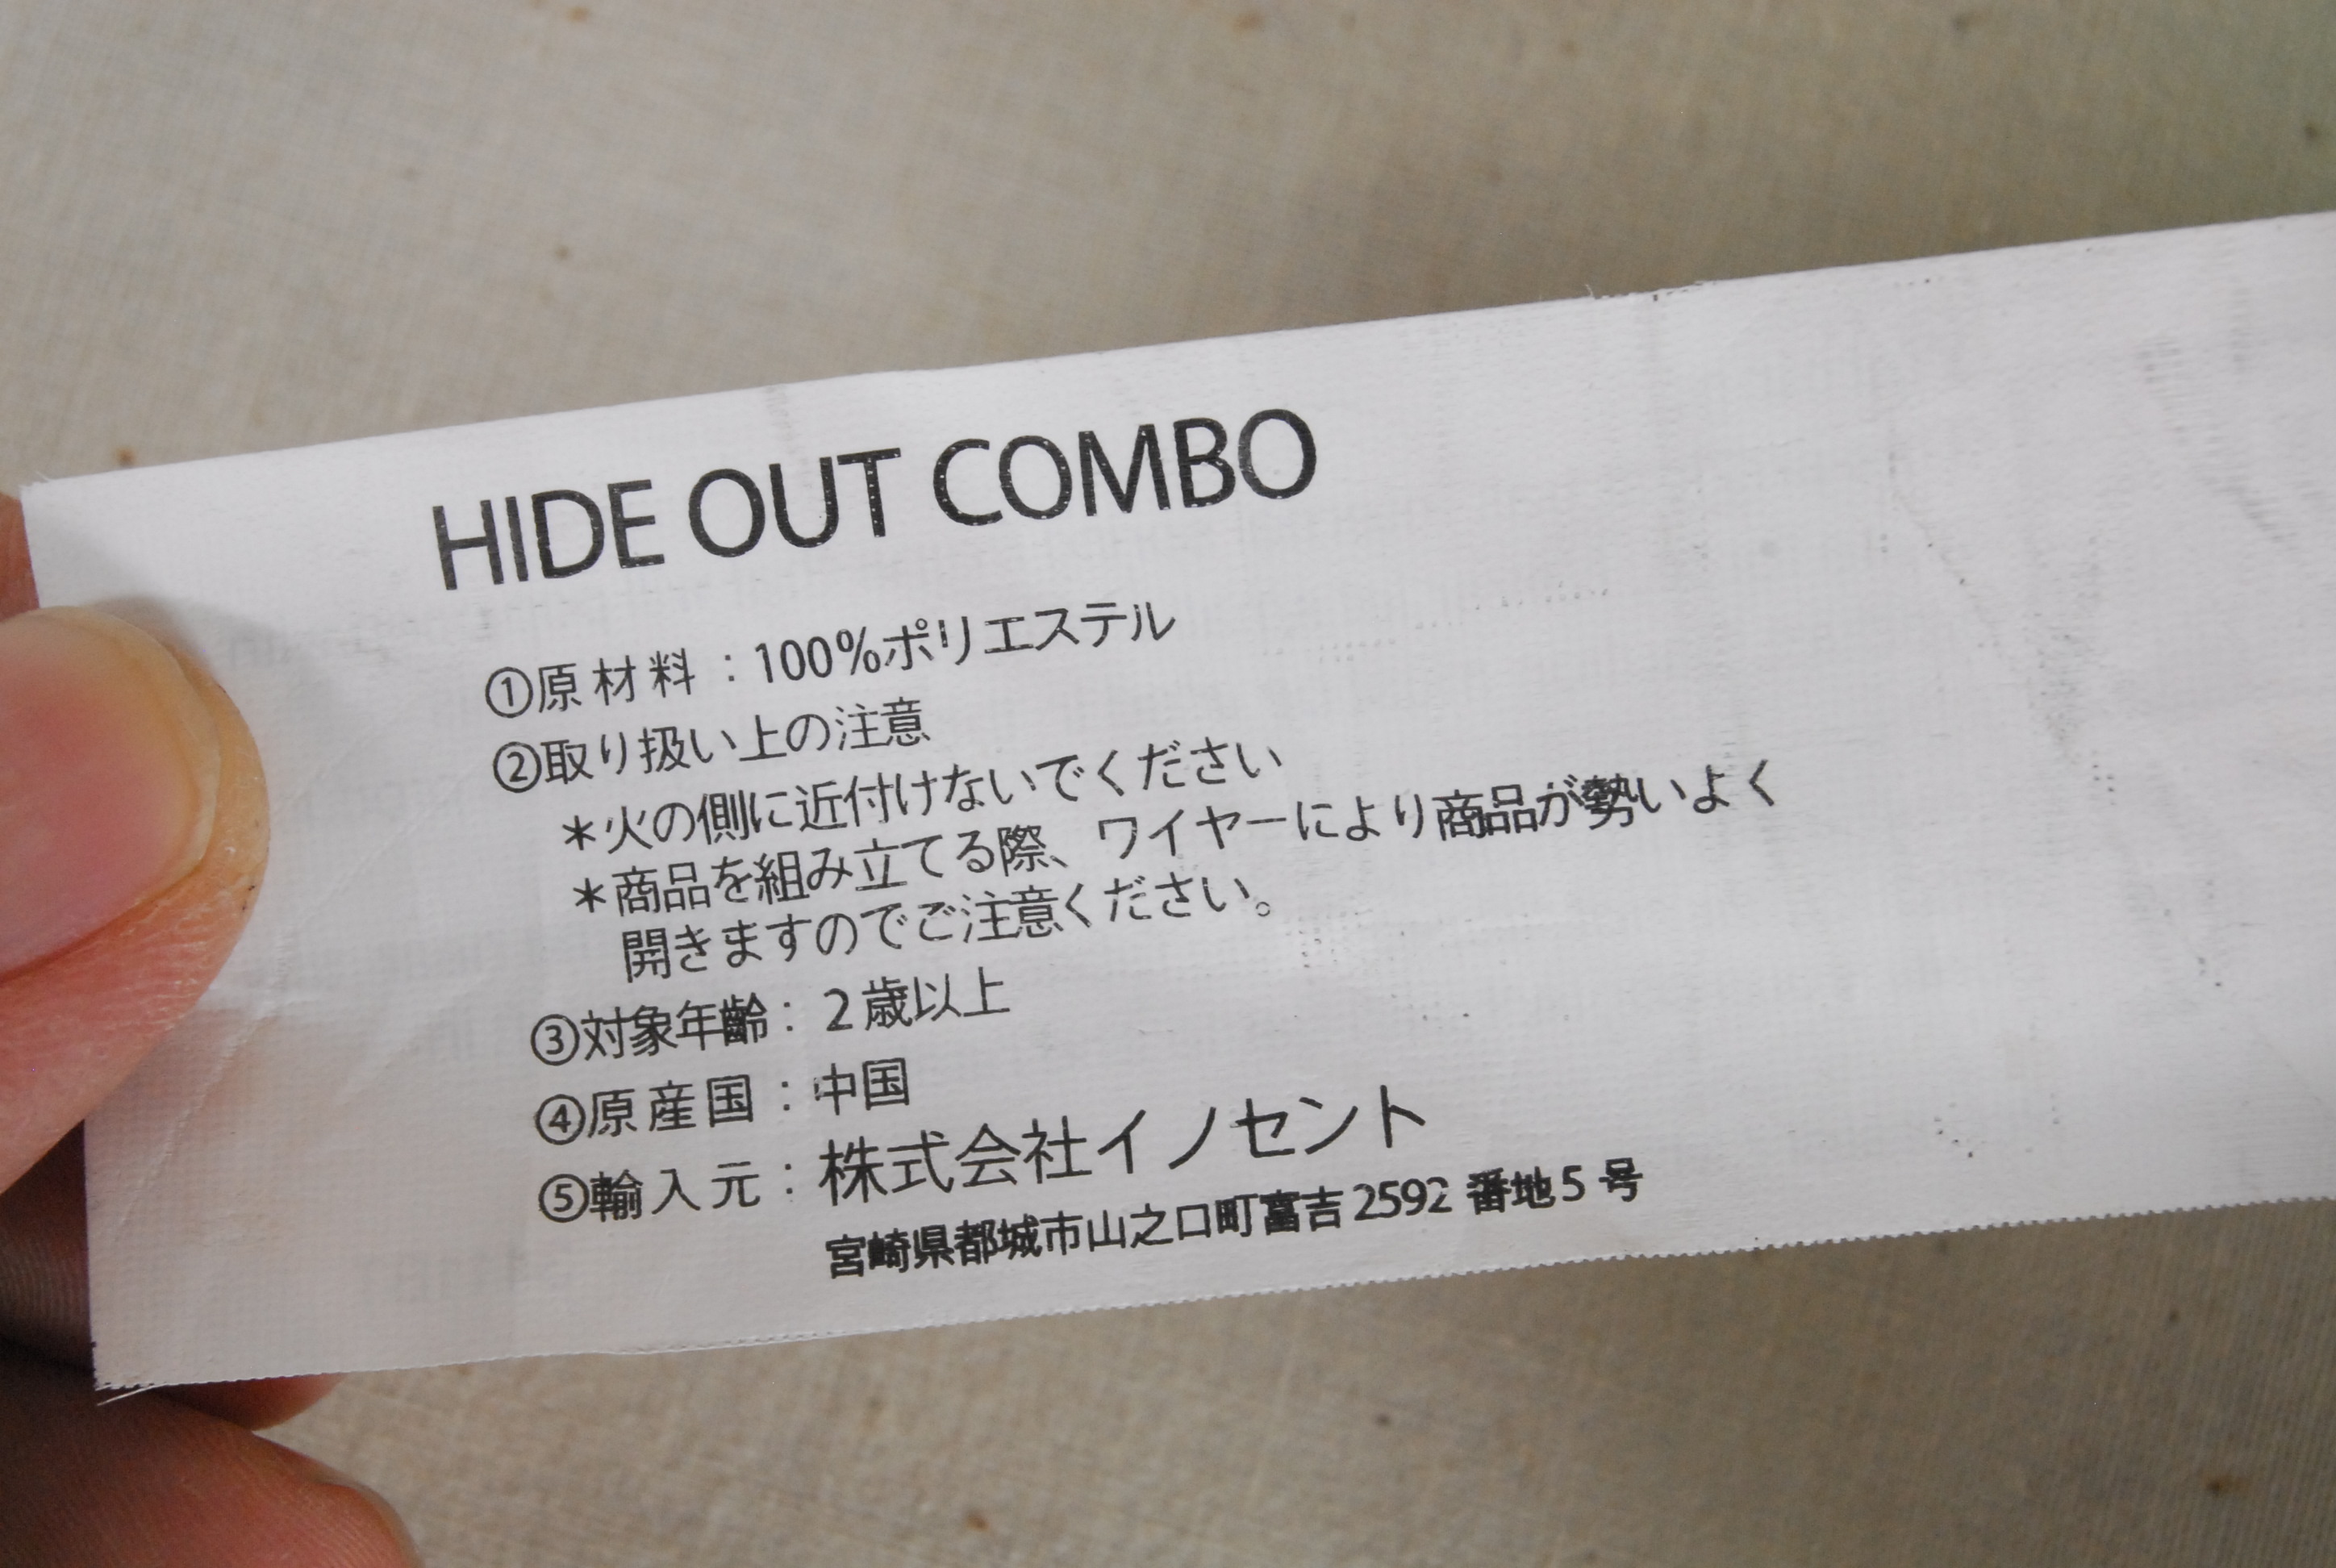 HIDE OUT COMBO
①原材料：100%ポリエステル
②取り扱い上の注意
＊火の側に近付けないでください
＊商品を組み立てる際、ワイヤーにより商品が勢いよく
開きますのでご注意ください。
③対象年齢：２歳以上
④原産国：中国
⑤輸入元：株式会社イノセント
宮崎県都城市山之口町富吉2592番地5号